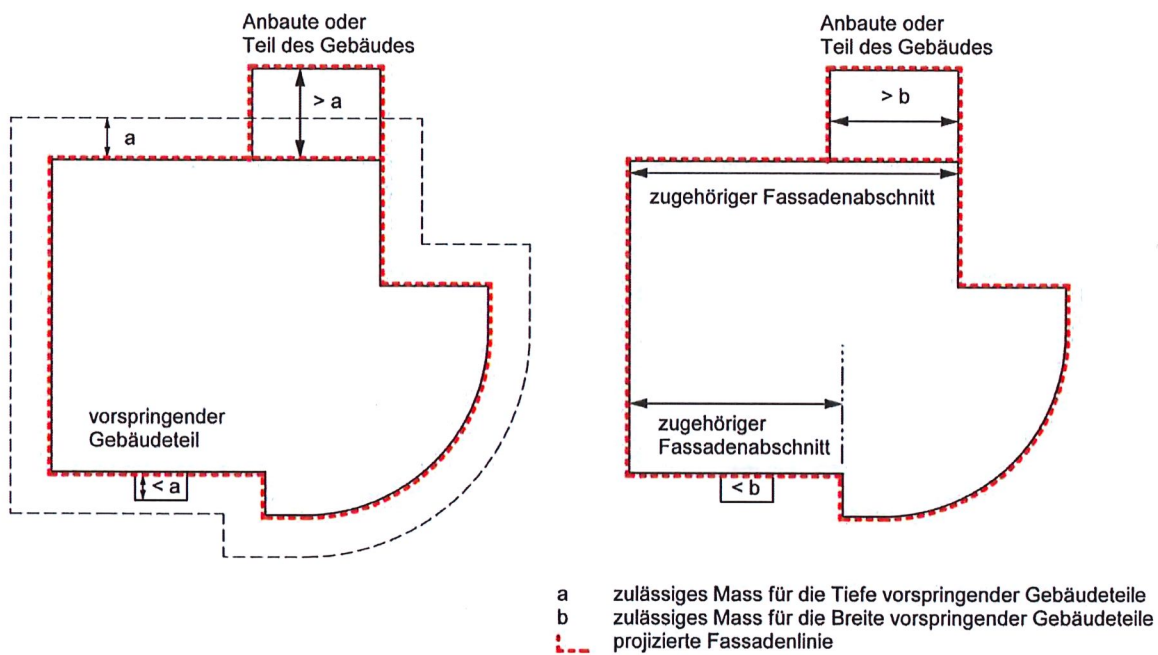 Anbaute oder
Teil des Gebäudes
> a
a
vorspringender
Gebäudeteil
< a
Anbaute oder
Teil des Gebäudes
> b
zugehöriger Fassadenabschnitt
zugehöriger
Fassadenabschnitt
< b
a zulässiges Mass für die Tiefe vorspringender Gebäudeteile
b zulässiges Mass für die Breite vorspringender Gebäudeteile
projizierte Fassadenlinie